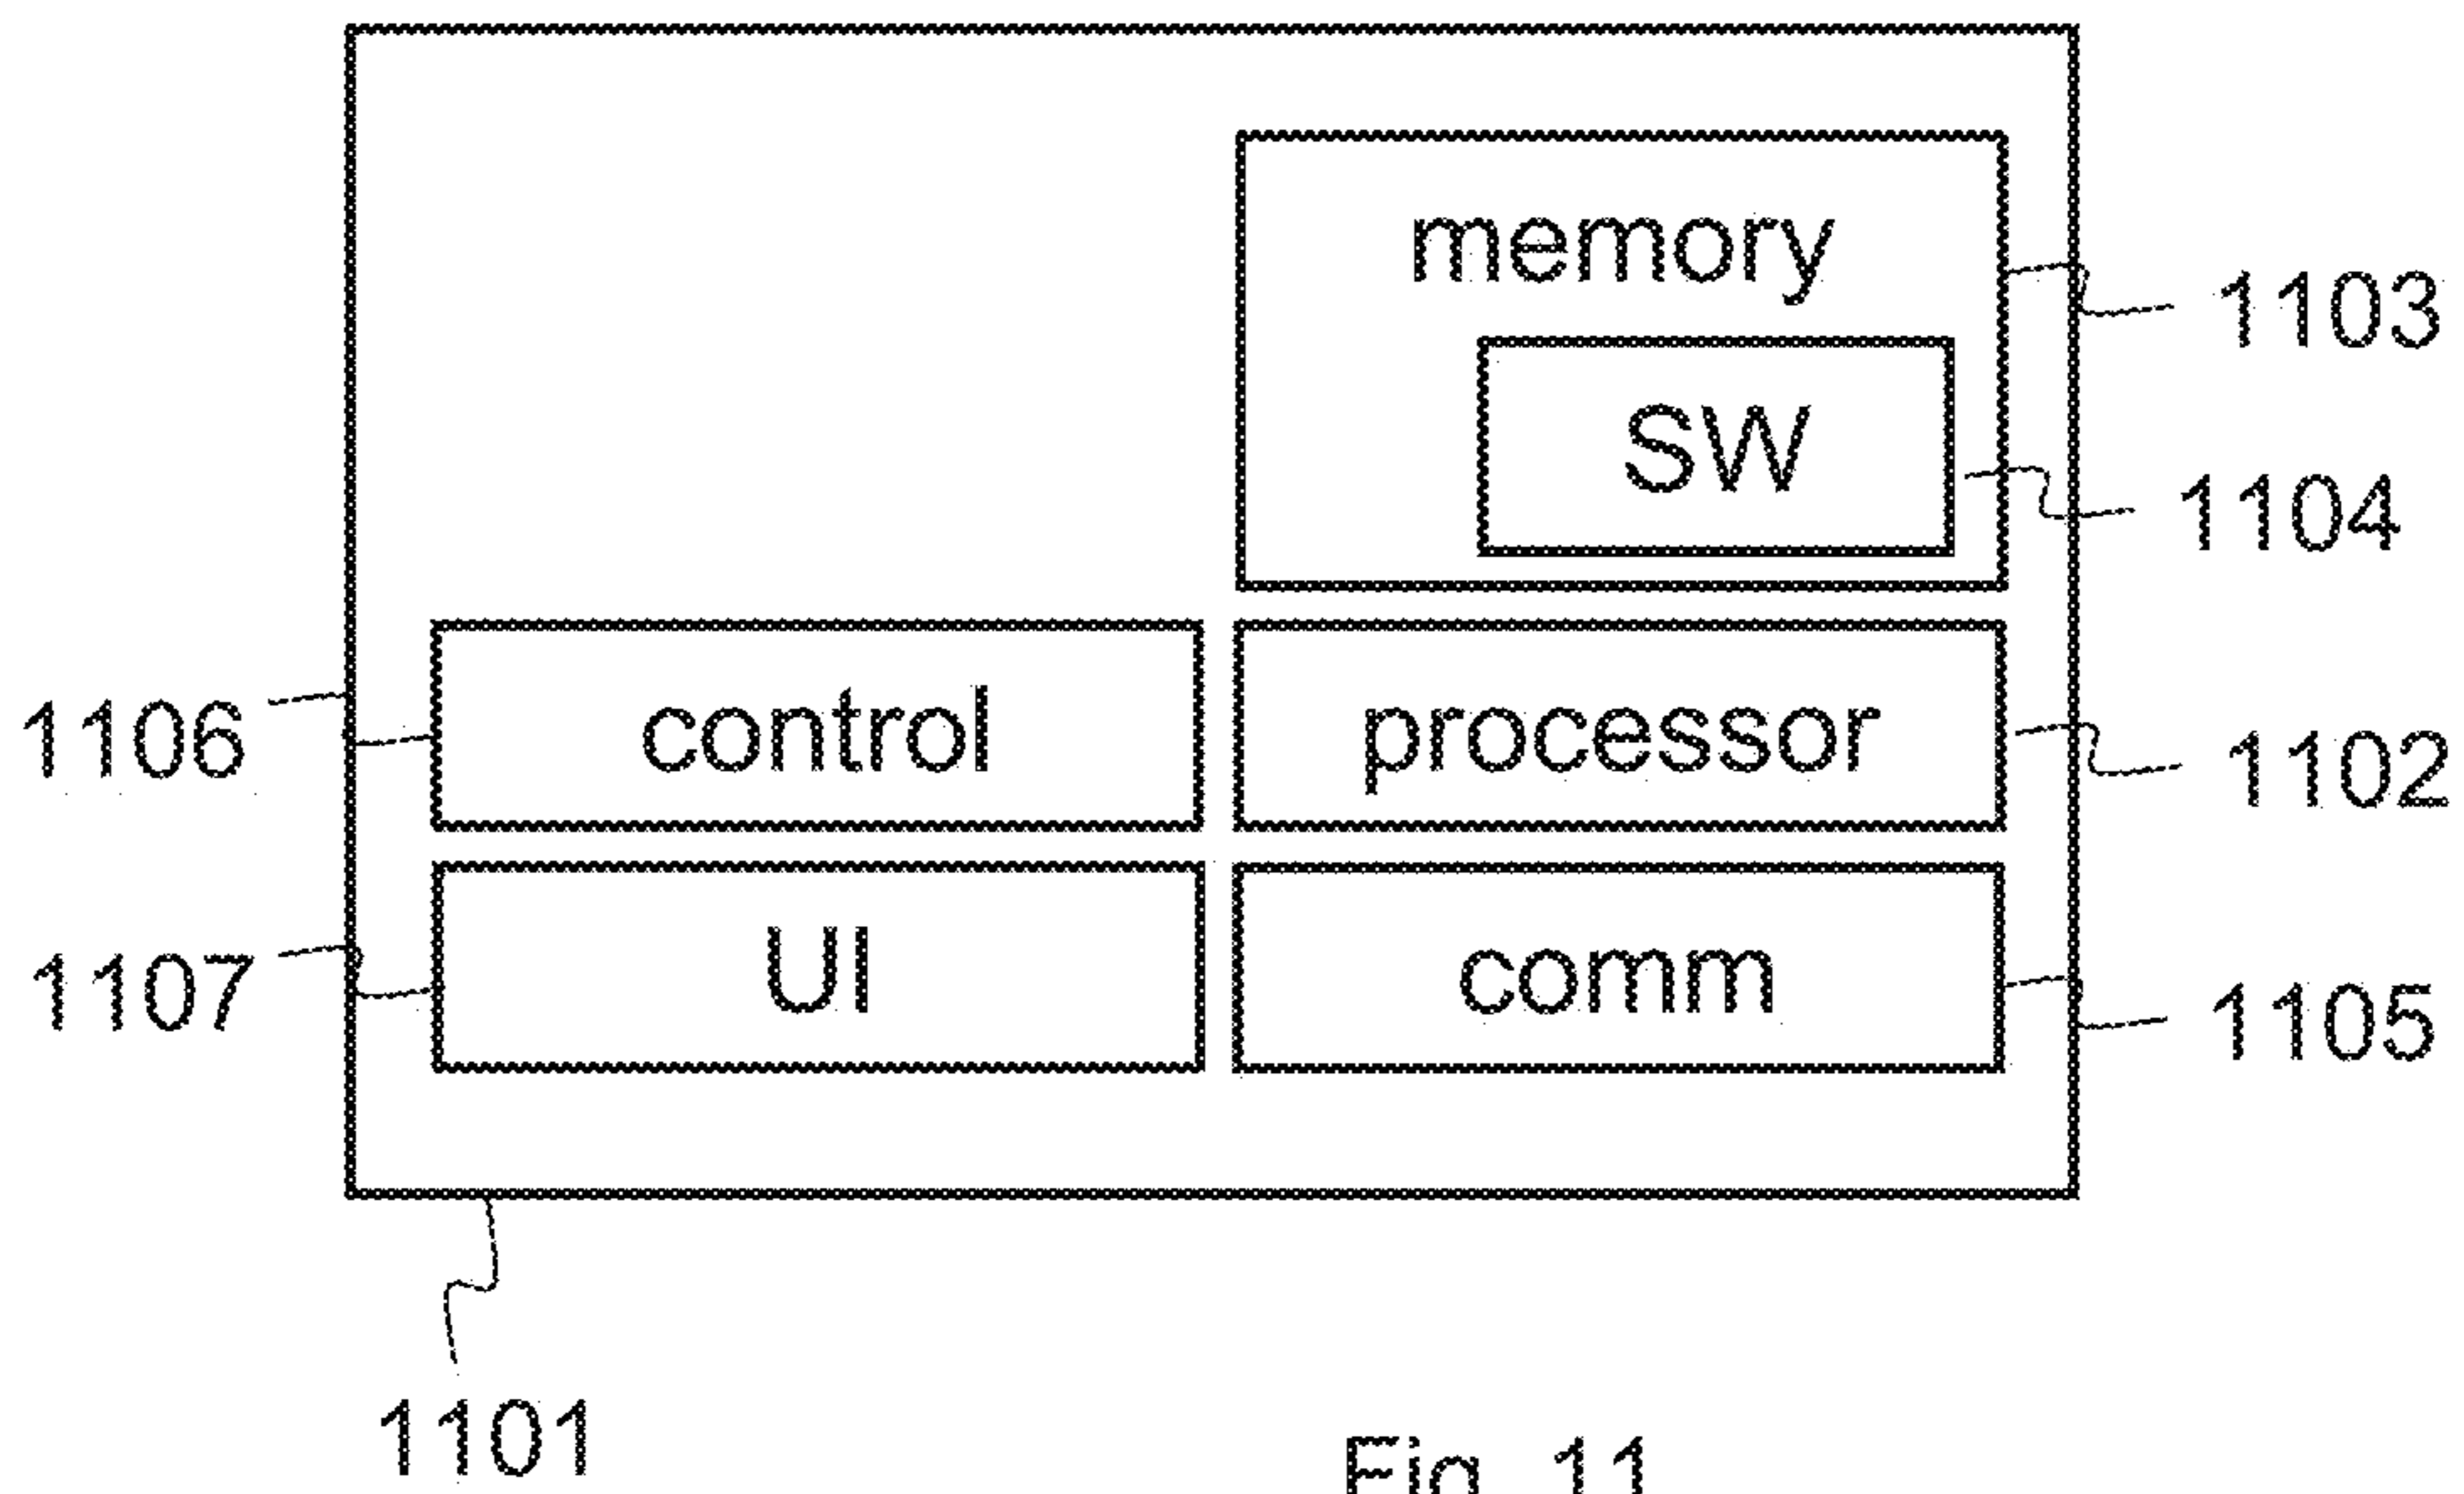 memory
1103
SW
1104
1106
control
processor
1102
1107
UI
comm
1105
1101
Fig. 11